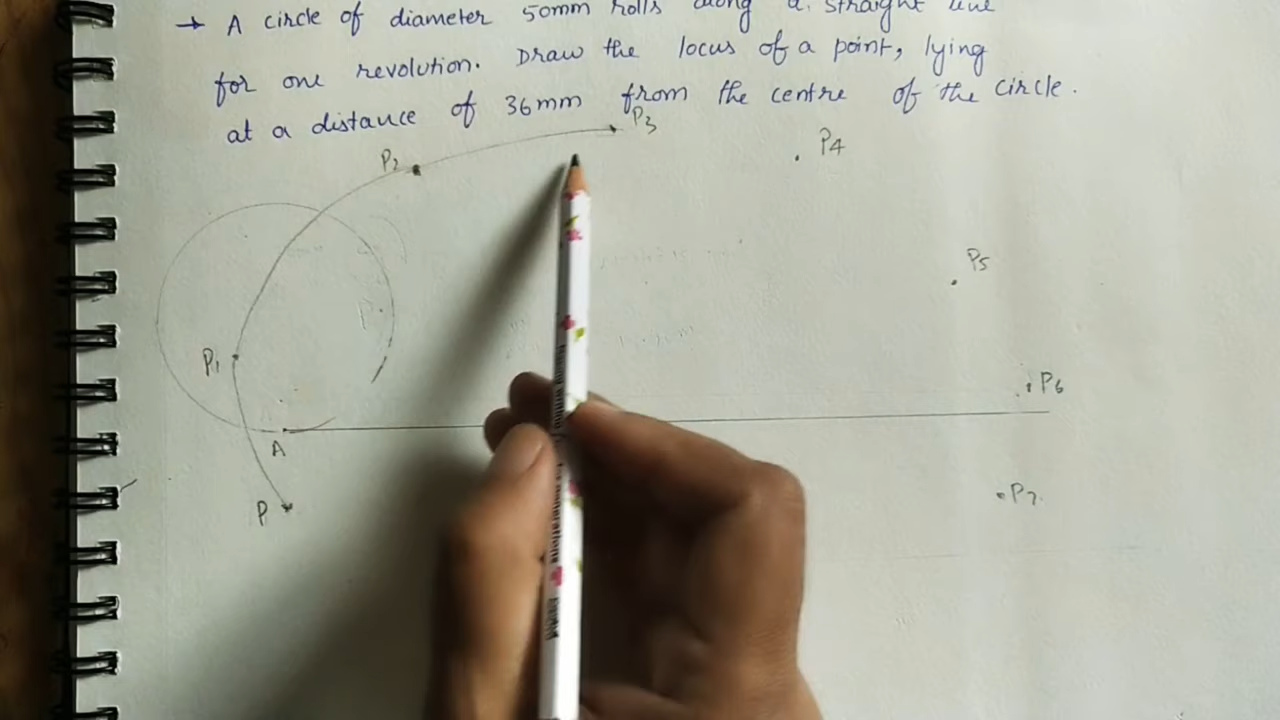 → A circle of diameter 50mm rolls along a straight line
for one revolution. Draw the locus of a point, lying
at a distance of 36mm from the centre of the circle.
P3
P2
P4
P5
P1
P6
A
P
P7